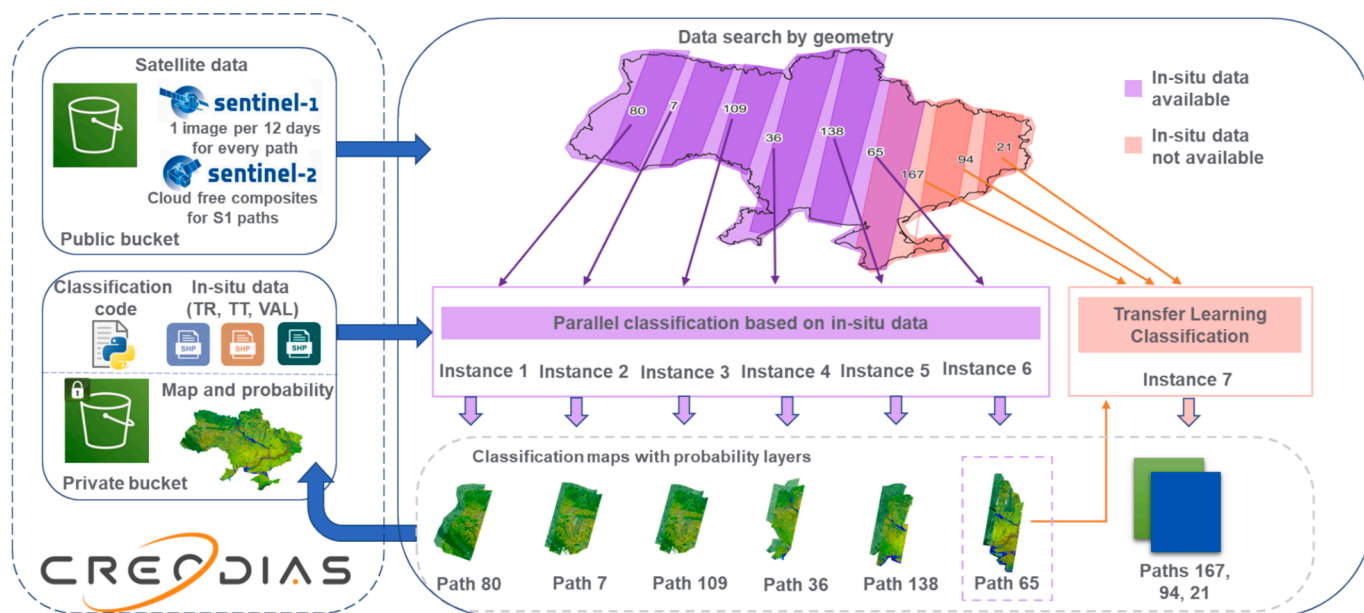 Satellite data
sentinel-1
1 image per 12 days
for every path
sentinel-2
Cloud free composites
for S1 paths
Public bucket
Classification
code
In-situ data
(TR, TT, VAL)
SHP
SHP
SHP
Map and probability
Private bucket
CREODIAS
Data search by geometry
80
7
109
36
138
65
167
94
21
In-situ data
available
In-situ data
not available
Parallel classification based on in-situ data
Instance 1
Instance 2
Instance 3
Instance 4
Instance 5
Instance 6
Transfer Learning
Classification
Instance 7
Classification maps with probability layers
Path 80
Path 7
Path 109
Path 36
Path 138
Path 65
Paths 167,
94, 21